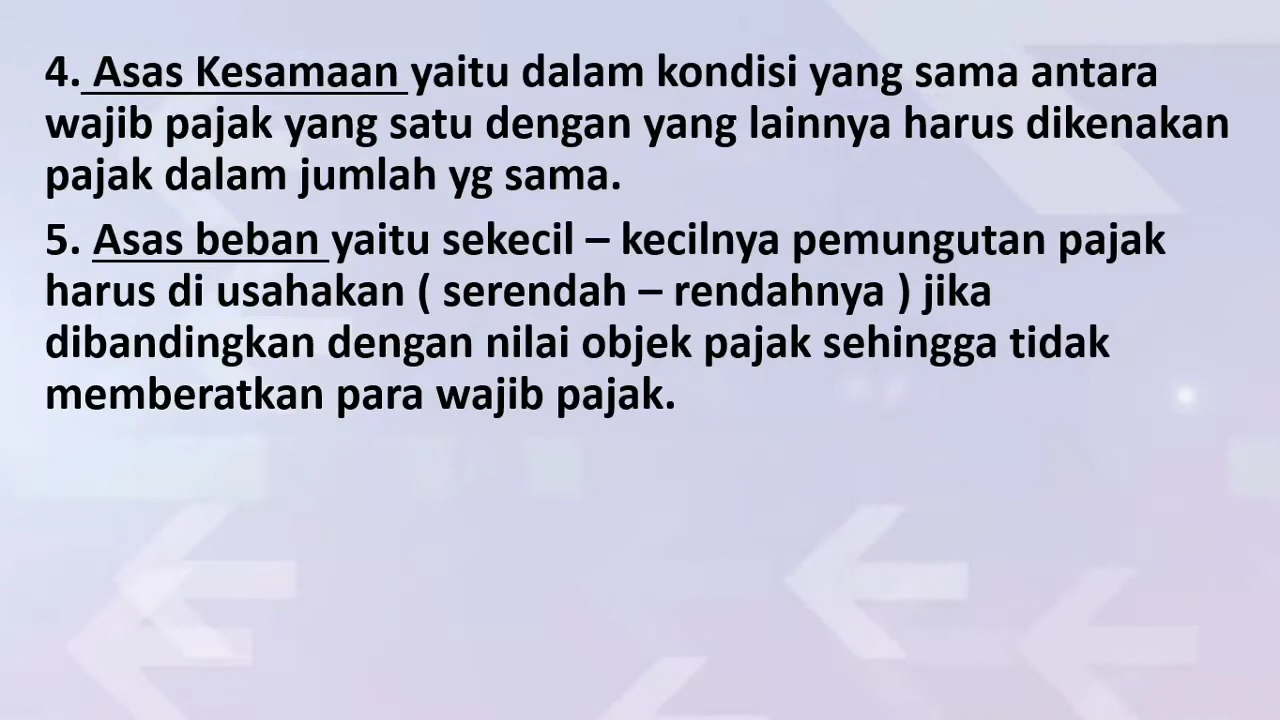 4. Asas Kesamaan yaitu dalam kondisi yang sama antara
wajib pajak yang satu dengan yang lainnya harus dikenakan
pajak dalam jumlah yg sama.
5. Asas beban yaitu sekecil – kecilnya pemungutan pajak
harus di usahakan ( serendah – rendahnya ) jika
dibandingkan dengan nilai objek pajak sehingga tidak
memberatkan para wajib pajak.